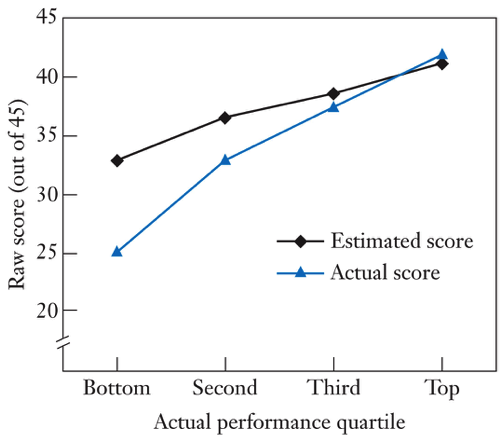 45
40
35
30
25
20
Raw score (out of 45)
Estimated score
Actual score
Bottom Second Third Top
Actual performance quartile